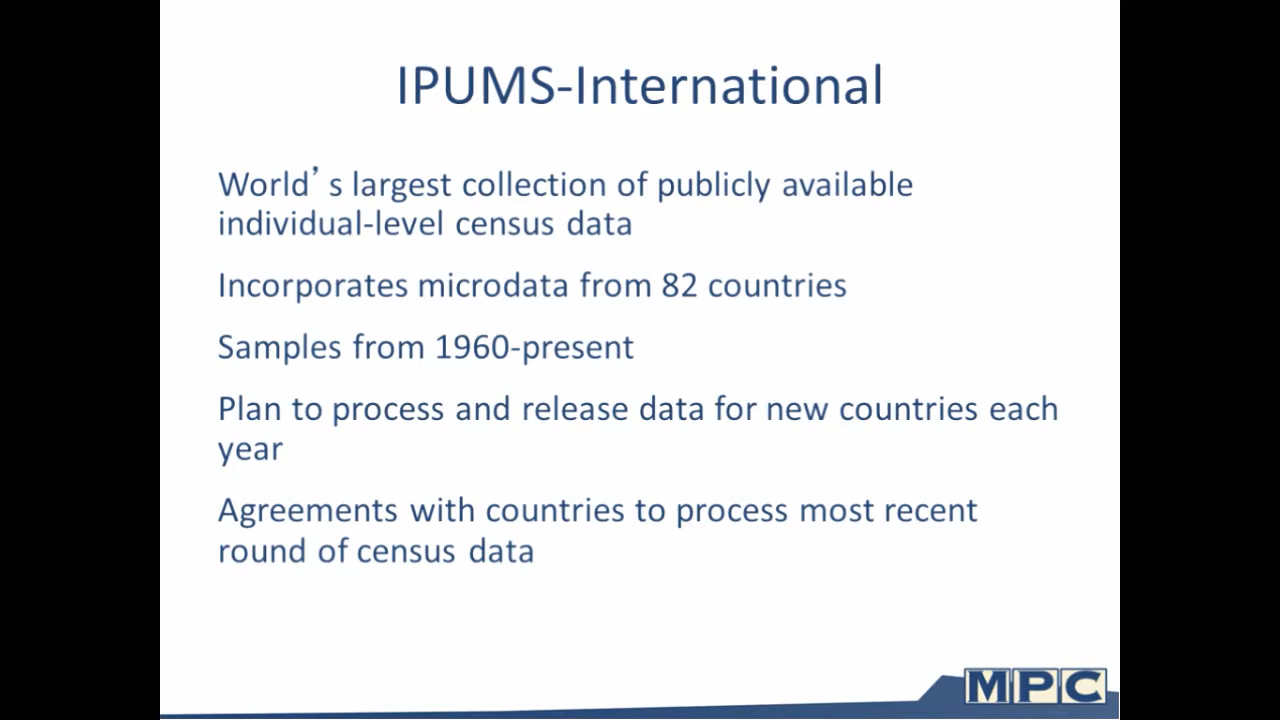 IPUMS-International
World's largest collection of publicly available
individual-level census data
Incorporates microdata from 82 countries
Samples from 1960-present
Plan to process and release data for new countries each
year
Agreements with countries to process most recent
round of census data
MPC